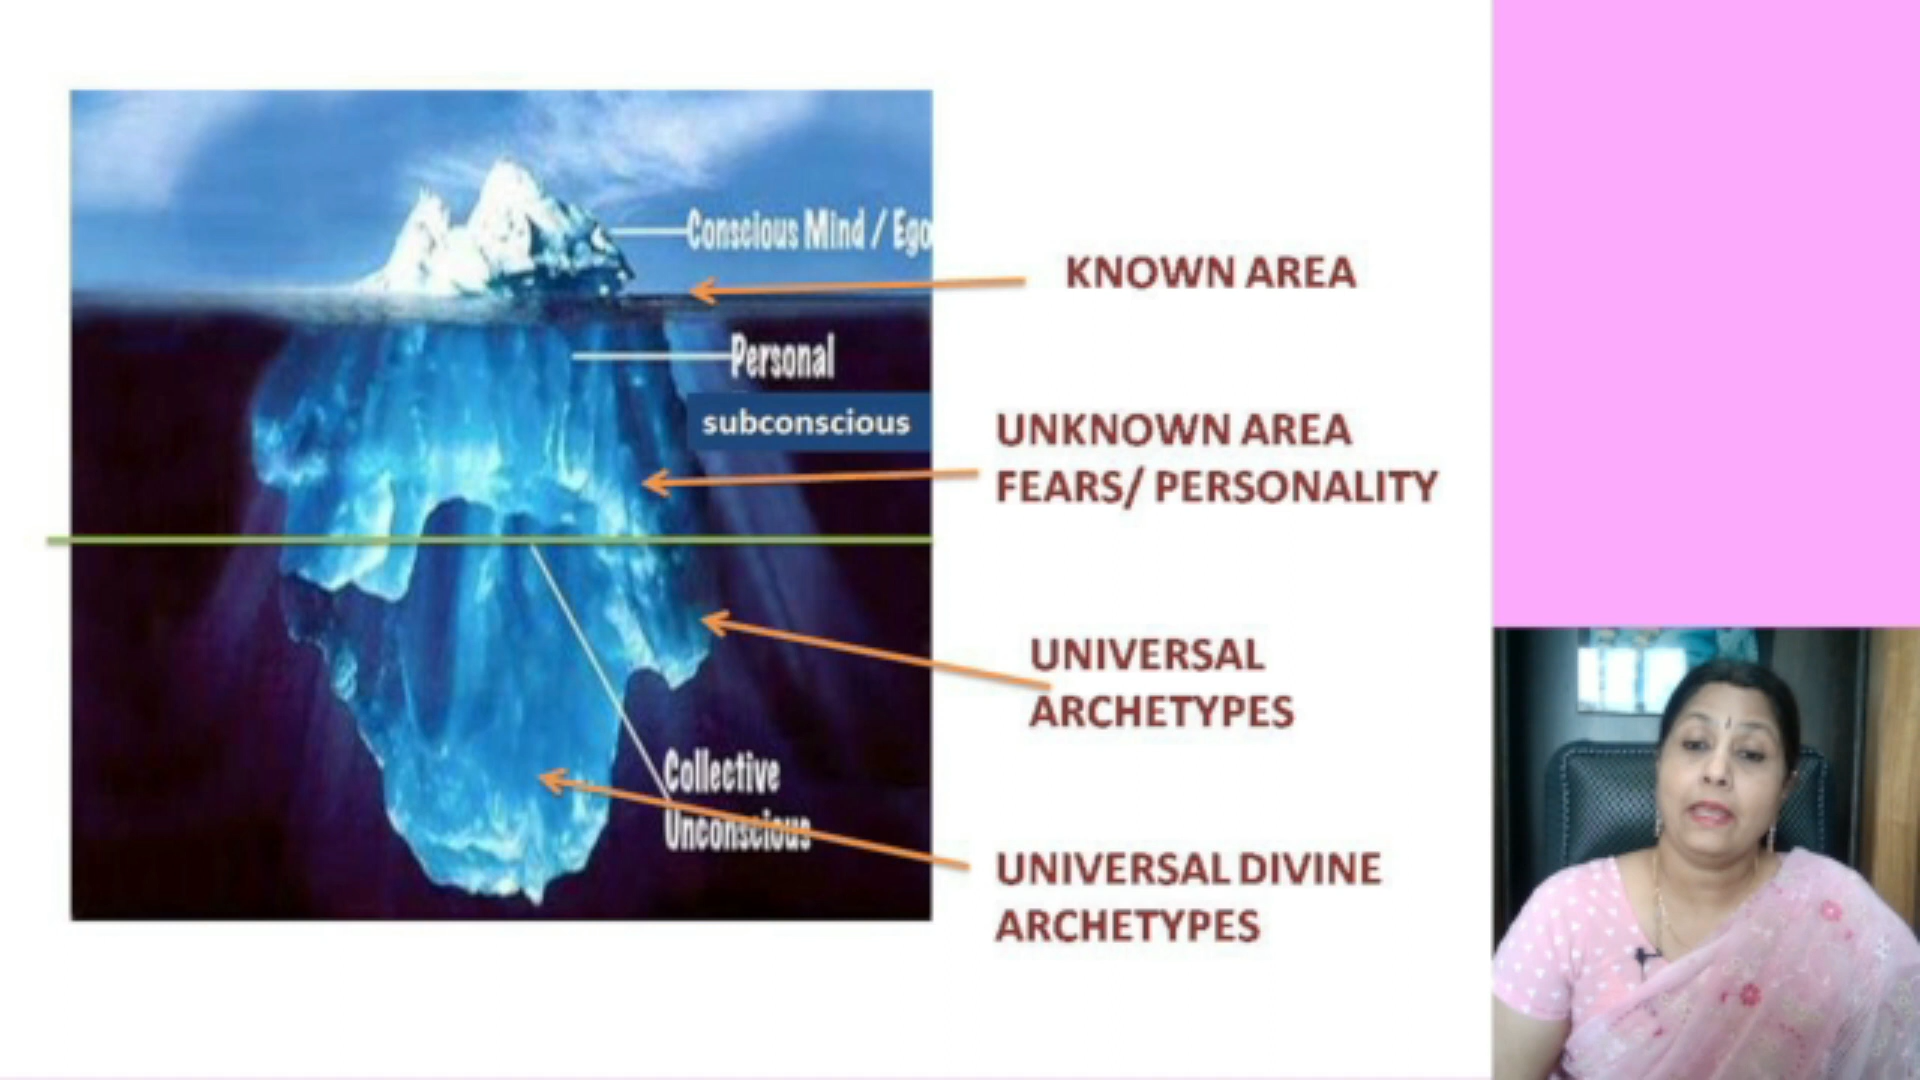 Conscious Mind / Ego
KNOWN AREA
Personal
subconscious
UNKNOWN AREA
FEARS/ PERSONALITY
UNIVERSAL
ARCHETYPES
Collective
Unconscious
UNIVERSAL DIVINE
ARCHETYPES